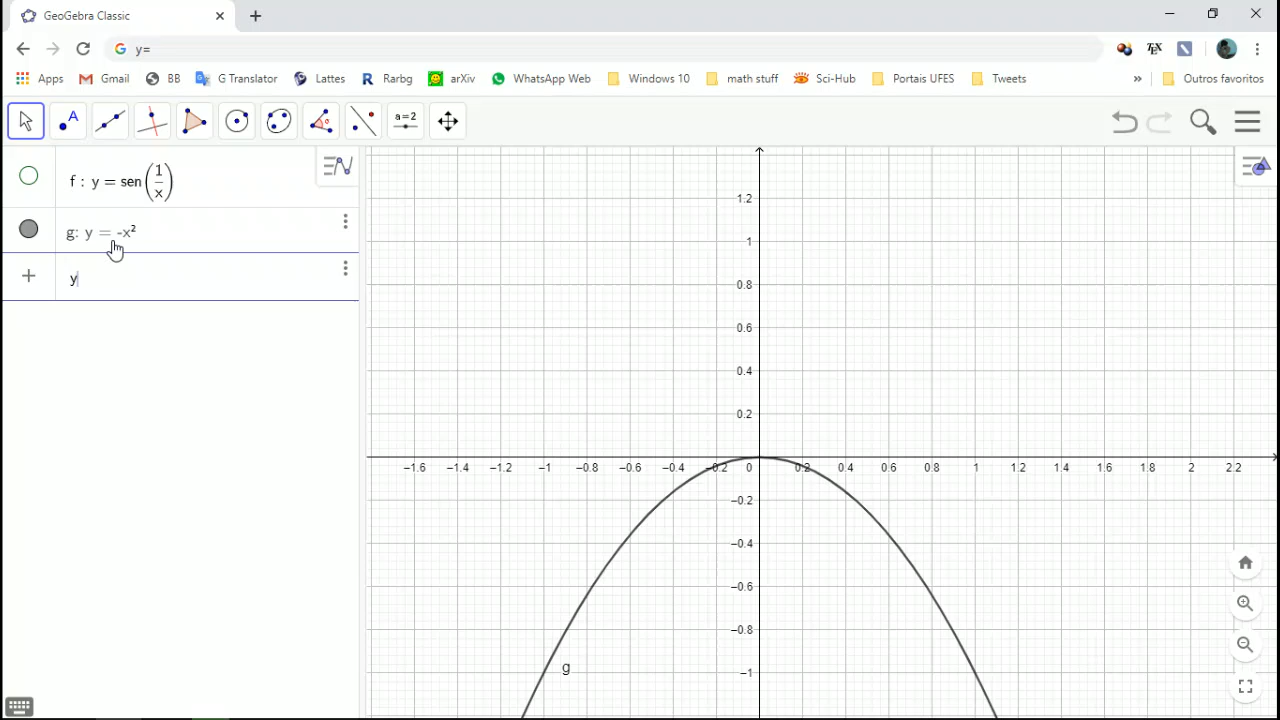 GeoGebra Classic
y=
Apps Gmail BB G Translator Lattes Rarbg arXiv WhatsApp Web Windows 10 math stuff Sci-Hub Portais UFES Tweets » Outros favoritos
A a=2
f : y = sen(1/x)
g: y = -x²
y
1.2
1
0.8
0.6
0.4
0.2
−1.6 −1.4 −1.2 −1 −0.8 −0.6 −0.4 −0.2 0 0.2 0.4 0.6 0.8 1 1.2 1.4 1.6 1.8 2 2.2
−0.2
−0.4
−0.6
−0.8
g
−1